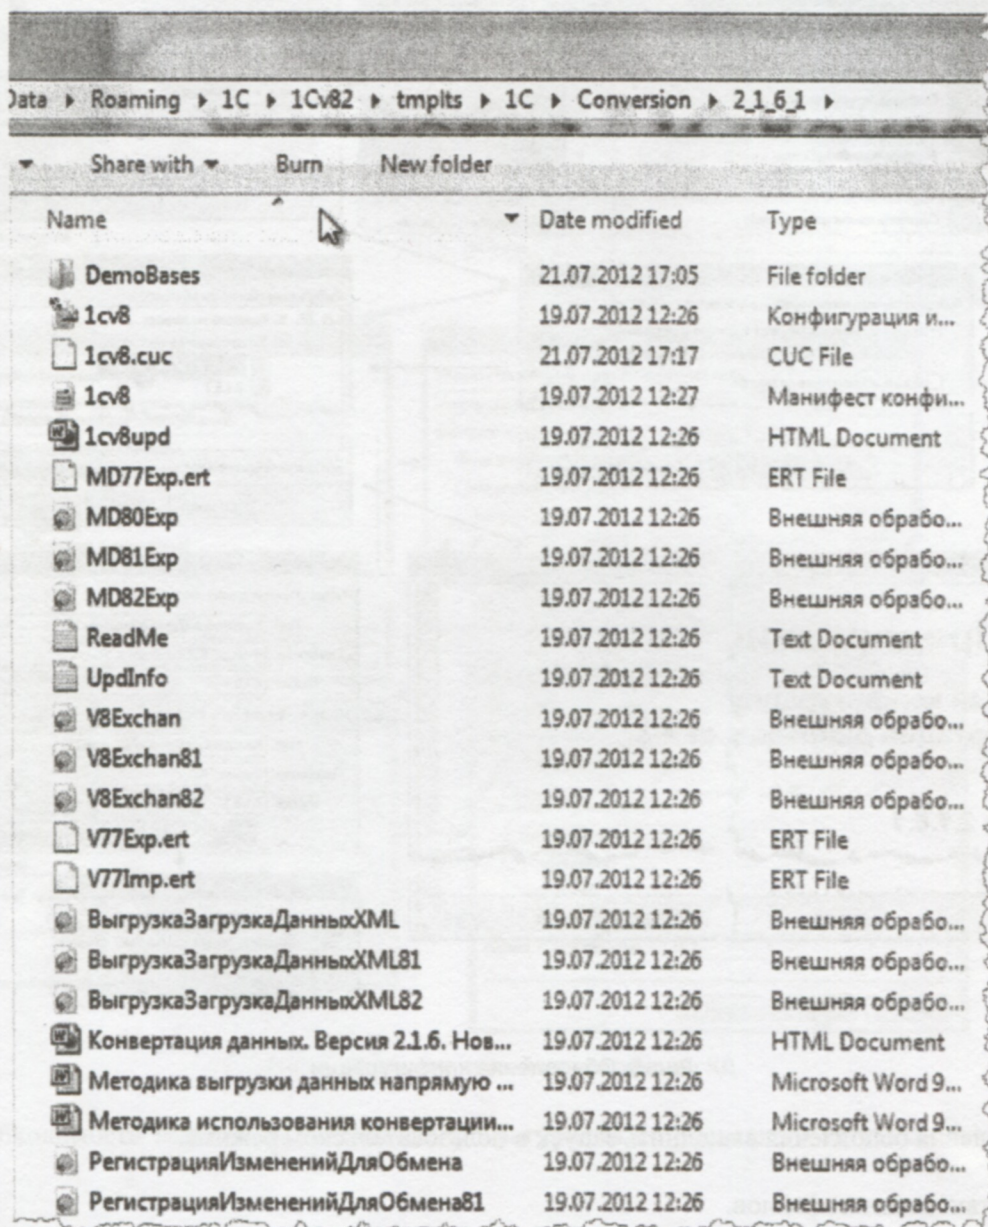 Data ▸ Roaming ▸ 1C ▸ 1Cv82 ▸ tmplts ▸ 1C ▸ Conversion ▸ 2_1_6_1 ▸
Share with Burn New folder
Name Date modified Type
DemoBases 21.07.2012 17:05 File folder
1cv8 19.07.2012 12:26 Конфигурация и...
1cv8.cuc 21.07.2012 17:17 CUC File
1cv8 19.07.2012 12:27 Манифест конфи...
1cv8upd 19.07.2012 12:26 HTML Document
MD77Exp.ert 19.07.2012 12:26 ERT File
MD80Exp 19.07.2012 12:26 Внешняя обрабо...
MD81Exp 19.07.2012 12:26 Внешняя обрабо...
MD82Exp 19.07.2012 12:26 Внешняя обрабо...
ReadMe 19.07.2012 12:26 Text Document
UpdInfo 19.07.2012 12:26 Text Document
V8Exchan 19.07.2012 12:26 Внешняя обрабо...
V8Exchan81 19.07.2012 12:26 Внешняя обрабо...
V8Exchan82 19.07.2012 12:26 Внешняя обрабо...
V77Exp.ert 19.07.2012 12:26 ERT File
V77Imp.ert 19.07.2012 12:26 ERT File
ВыгрузкаЗагрузкаДанныхXML 19.07.2012 12:26 Внешняя обрабо...
ВыгрузкаЗагрузкаДанныхXML81 19.07.2012 12:26 Внешняя обрабо...
ВыгрузкаЗагрузкаДанныхXML82 19.07.2012 12:26 Внешняя обрабо...
Конвертация данных. Версия 2.1.6. Нов... 19.07.2012 12:26 HTML Document
Методика выгрузки данных напрямую ... 19.07.2012 12:26 Microsoft Word 9...
Методика использования конвертации... 19.07.2012 12:26 Microsoft Word 9...
РегистрацияИзмененийДляОбмена 19.07.2012 12:26 Внешняя обрабо...
РегистрацияИзмененийДляОбмена81 19.07.2012 12:26 Внешняя обрабо...